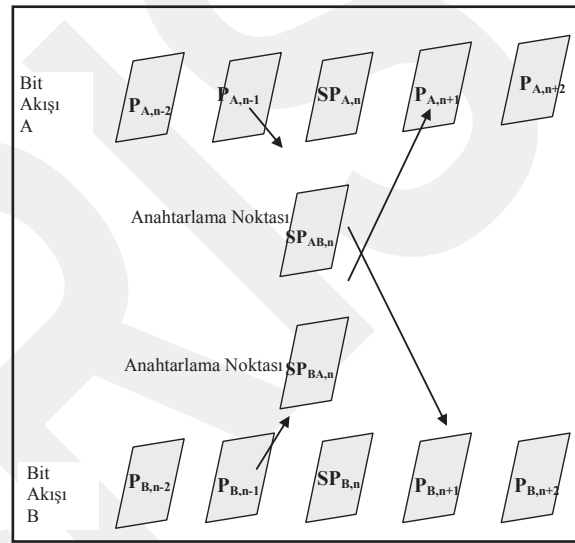 Bit
Akışı
A
P_A,n-2 P_A,n-1 SP_A,n P_A,n+1 P_A,n+2
Anahtarlama Noktası
SP_AB,n
Anahtarlama Noktası
SP_BA,n
Bit
Akışı
B
P_B,n-2 P_B,n-1 SP_B,n P_B,n+1 P_B,n+2